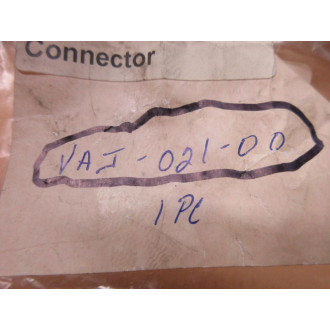 Connector
VAI-021-00
1 PC